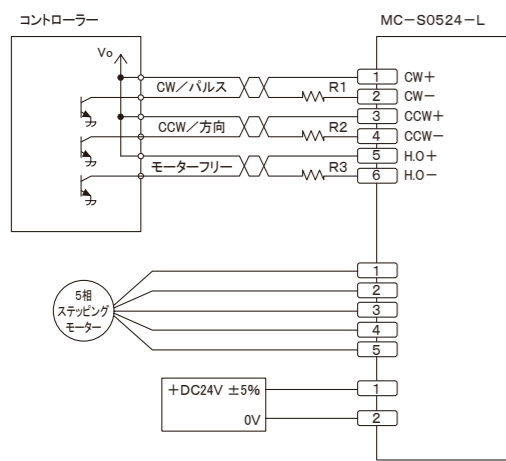 コントローラー
MC－S0524－L
Vo
CW／パルス
R1
1 CW＋
2 CW－
CCW／方向
R2
3 CCW＋
4 CCW－
モーターフリー
R3
5 H.O＋
6 H.O－
5相
ステッピング
モーター
1
2
3
4
5
＋DC24V ±5%
0V
1
2